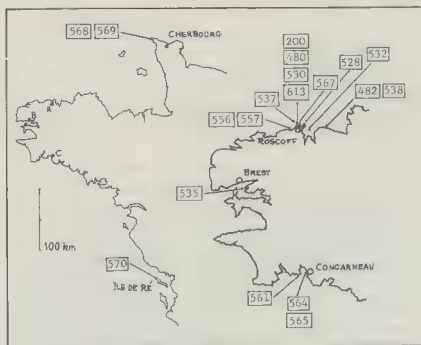 568 569
CHERBOURG
200
480
530
613
567
528
532
482 538
537
556 557
ROSCOFF
R
B
BREST
535
C
100 km
570
ÎLE DE RÉ
CONCARNEAU
561
564
565